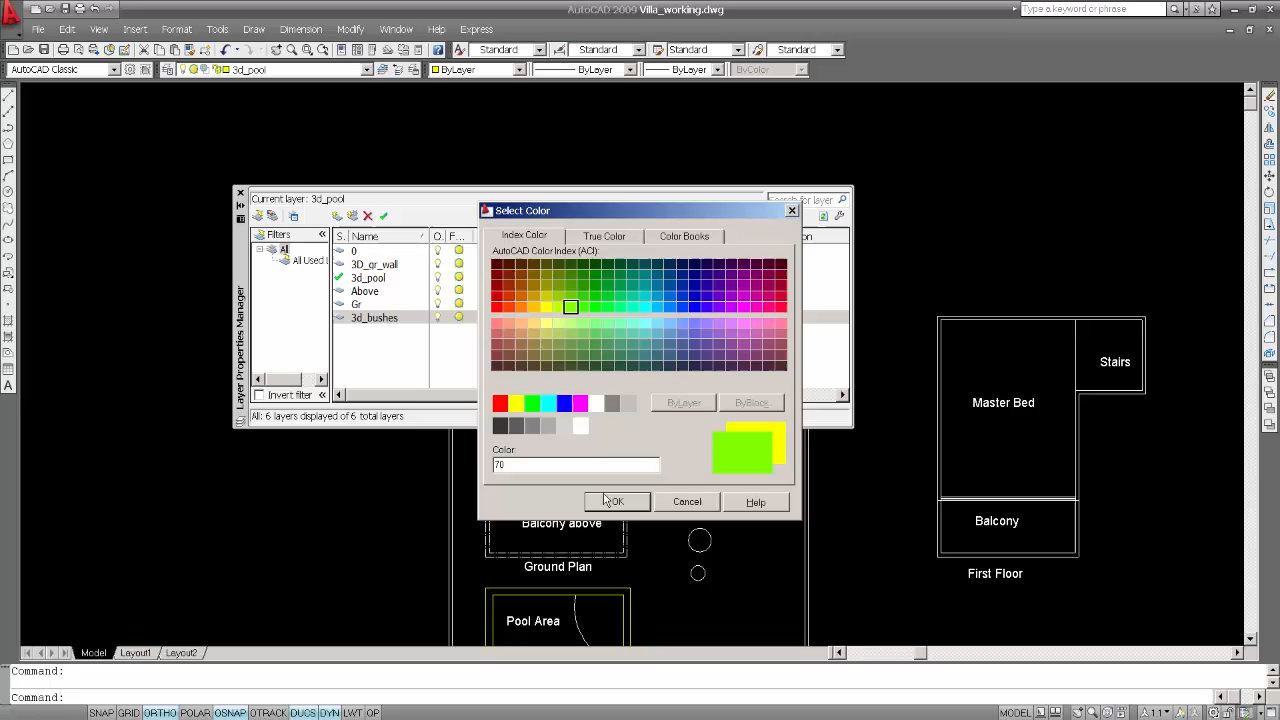 AutoCAD 2009 Villa_working.dwg
Type a keyword or phrase
File Edit View Insert Format Tools Draw Dimension Modify Window Help Express
Standard Standard Standard Standard
AutoCAD Classic 3d_pool ByLayer ByLayer ByLayer ByColor
Current layer: 3d_pool
Search for layer
Select Color
Filters
S. Name O. F...
All
All Used L
0
3D_gr_wall
3d_pool
Above
Gr
3d_bushes
Invert filter
All: 6 layers displayed of 6 total layers
Layer Properties Manager
Index Color True Color Color Books
AutoCAD Color Index (ACI):
ByLayer ByBlock
Color:
70
OK Cancel Help
Stairs
Master Bed
Balcony
First Floor
Balcony above
Ground Plan
Pool Area
Model Layout1 Layout2
Command:
Command:
SNAP GRID ORTHO POLAR OSNAP OTRACK DUCS DYN LWT QP MODEL 1:1